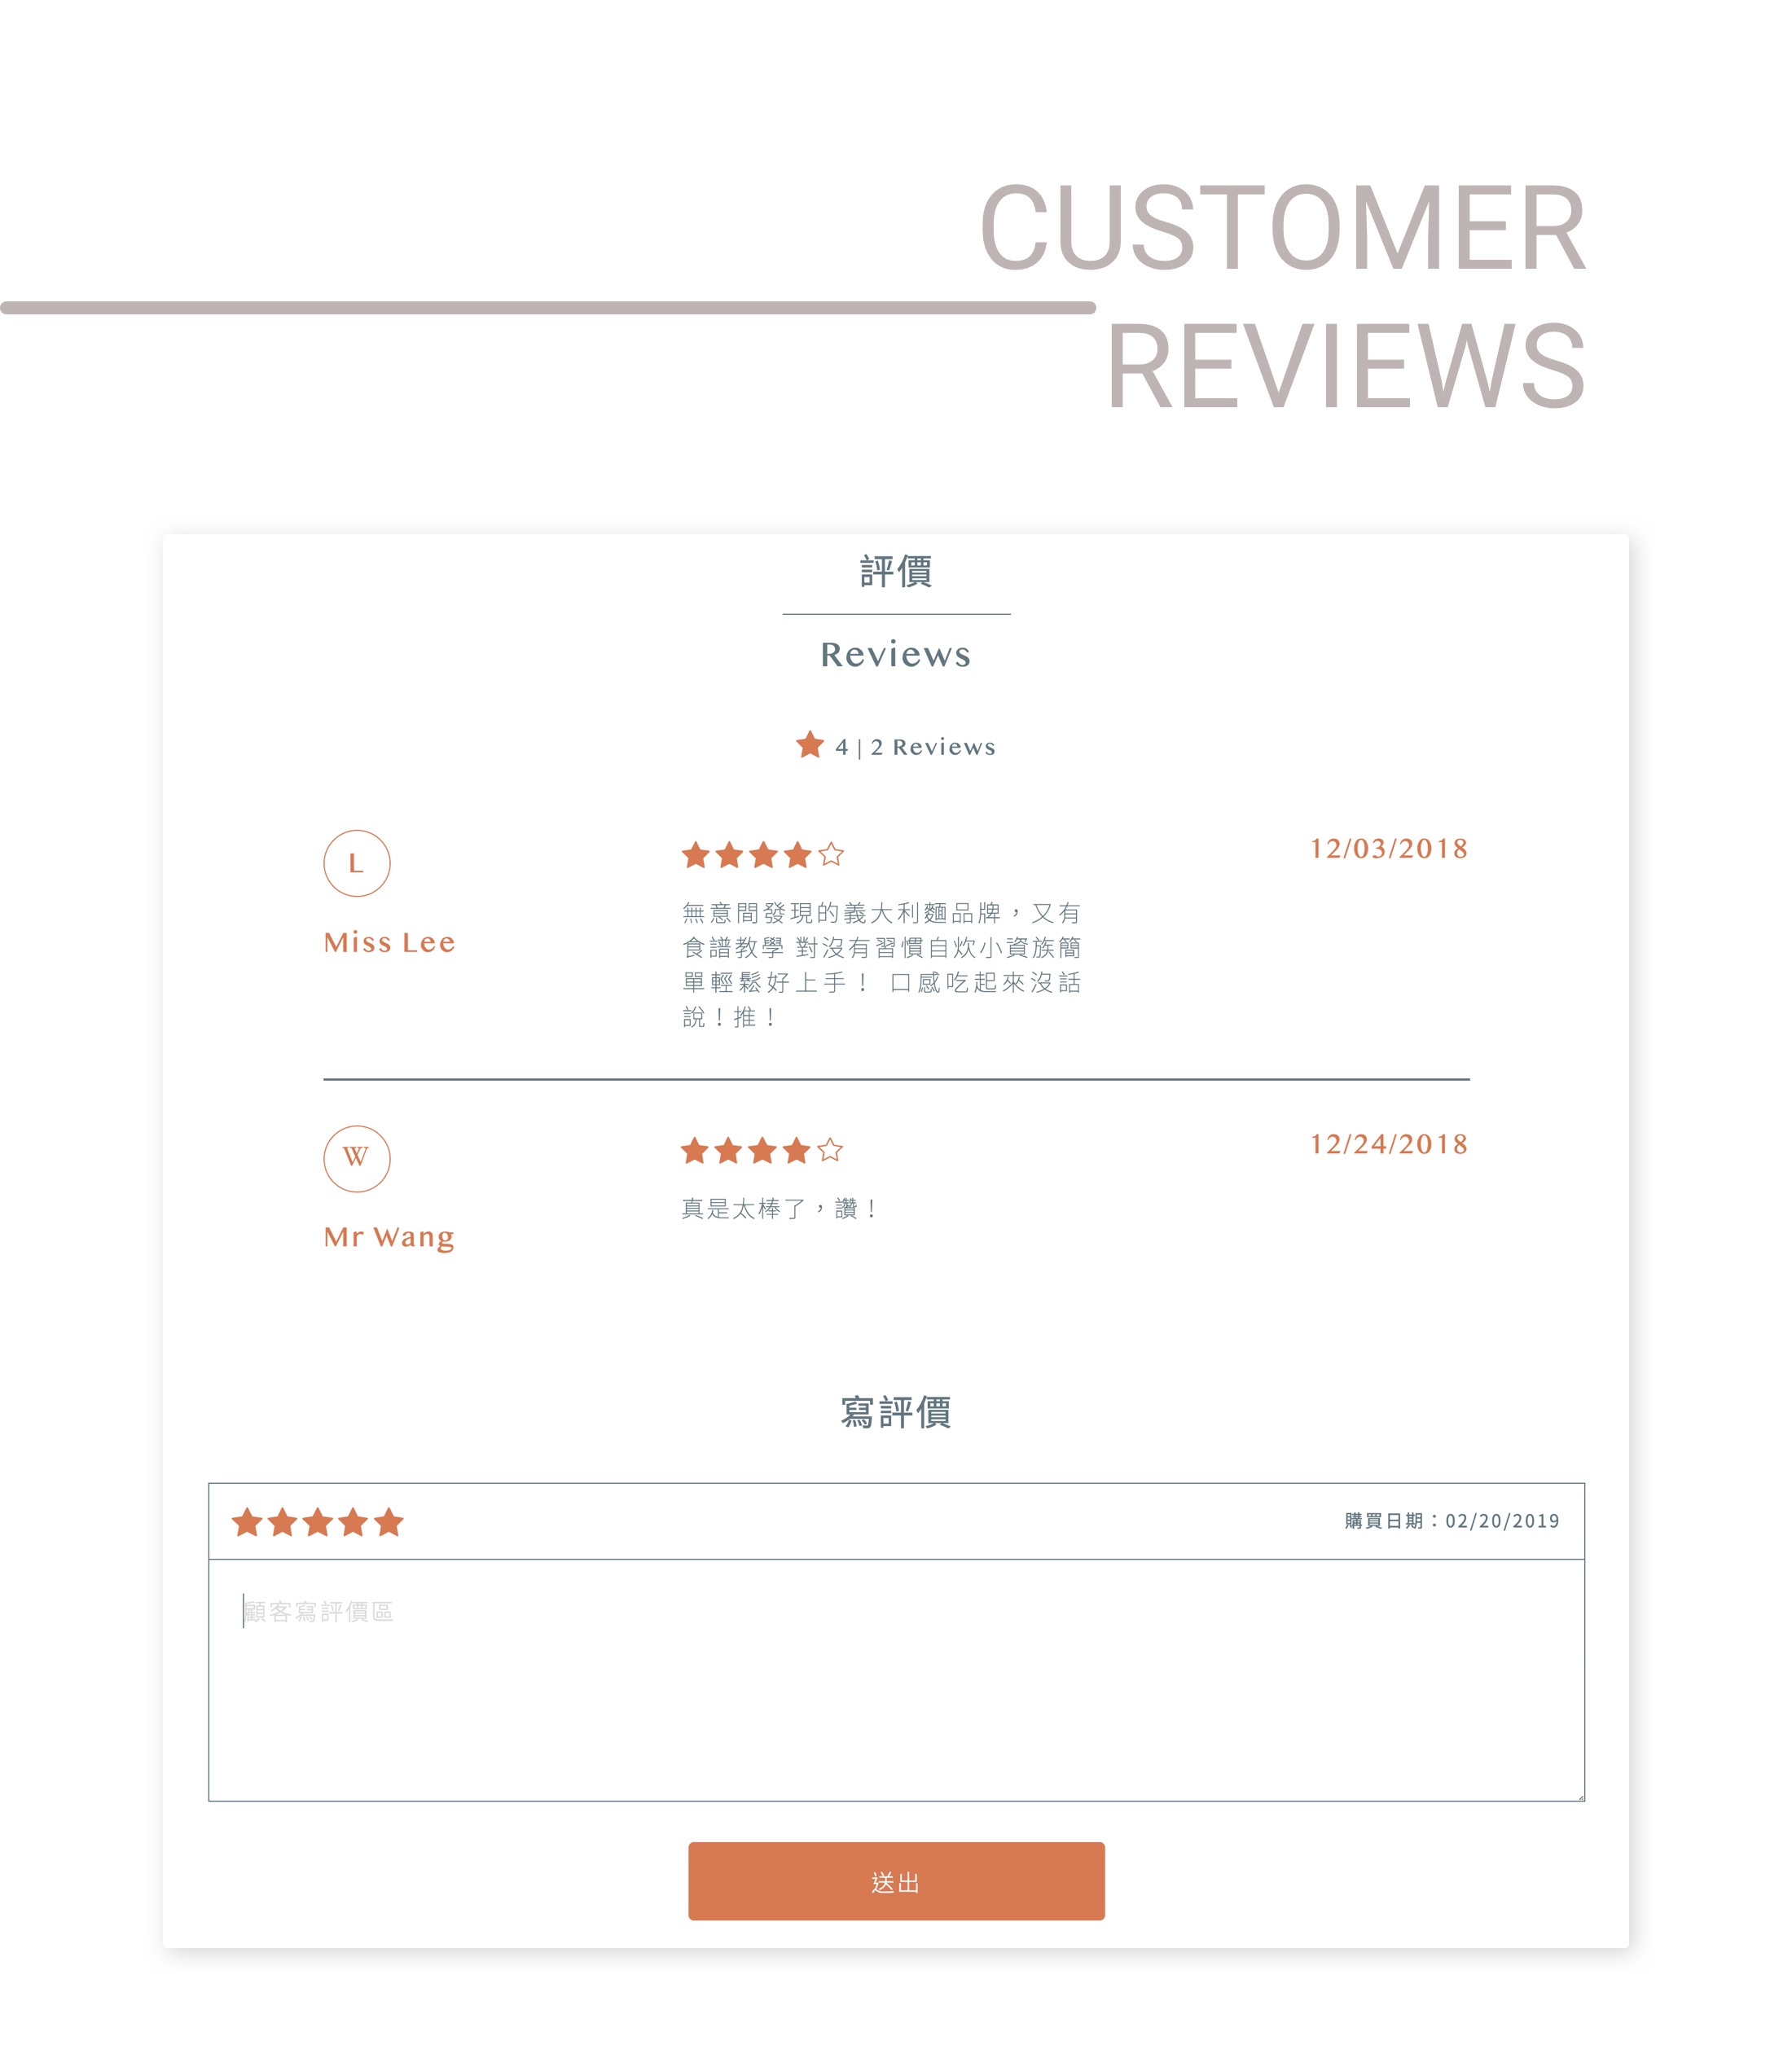 CUSTOMER
REVIEWS
評價
Reviews
4 | 2 Reviews
L
Miss Lee
12/03/2018
無意間發現的義大利麵品牌，又有
食譜教學 對沒有習慣自炊小資族簡
單輕鬆好上手！ 口感吃起來沒話
說！推！
W
Mr Wang
12/24/2018
真是太棒了，讚！
寫評價
購買日期：02/20/2019
顧客寫評價區
送出